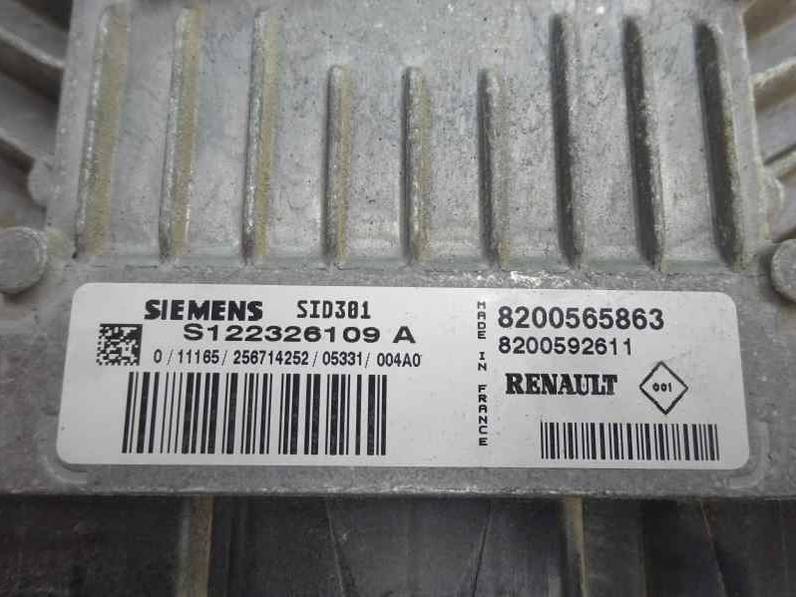 SIEMENS SID301
S122326109 A
0/11165/256714252/05331/004A0
MADE IN FRANCE
8200565863
8200592611
RENAULT 001